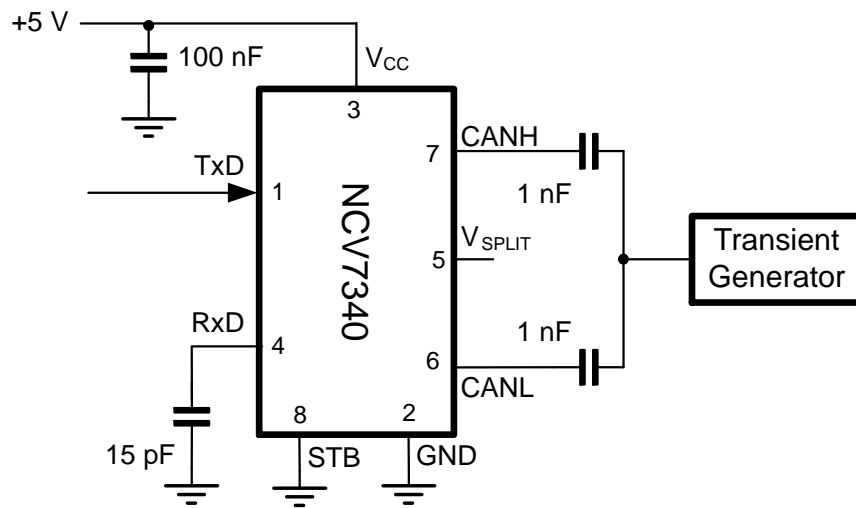 +5 V
100 nF
VCC
3
TxD
1
7
CANH
1 nF
NCV7340
VSPLIT
5
Transient
Generator
RxD
4
1 nF
6
CANL
15 pF
8
2
STB
GND